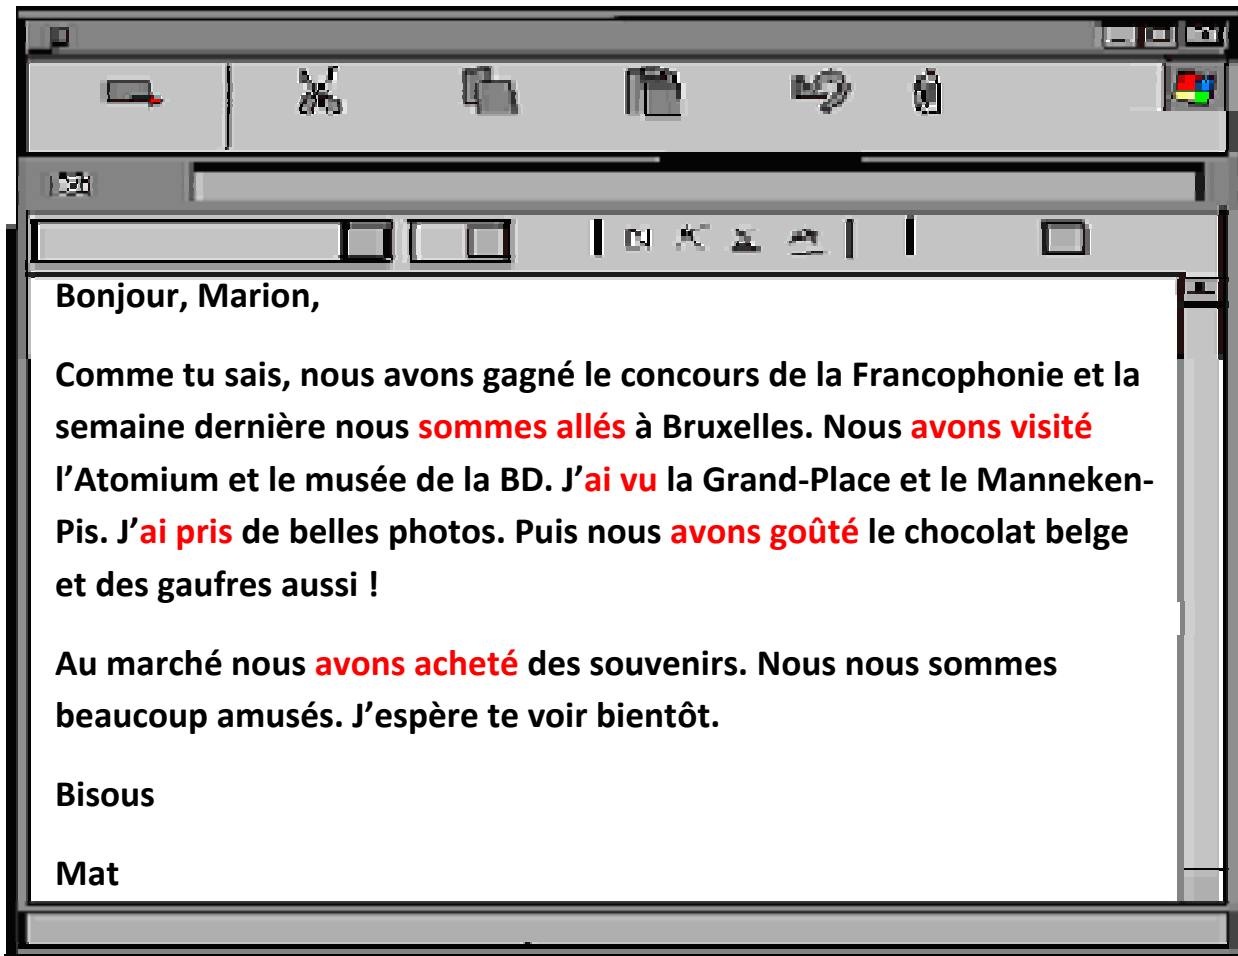 Bonjour, Marion,
Comme tu sais, nous avons gagné le concours de la Francophonie et la
semaine dernière nous sommes allés à Bruxelles. Nous avons visité
l’Atomium et le musée de la BD. J’ai vu la Grand-Place et le Manneken-
Pis. J’ai pris de belles photos. Puis nous avons goûté le chocolat belge
et des gaufres aussi !
Au marché nous avons acheté des souvenirs. Nous nous sommes
beaucoup amusés. J’espère te voir bientôt.
Bisous
Mat